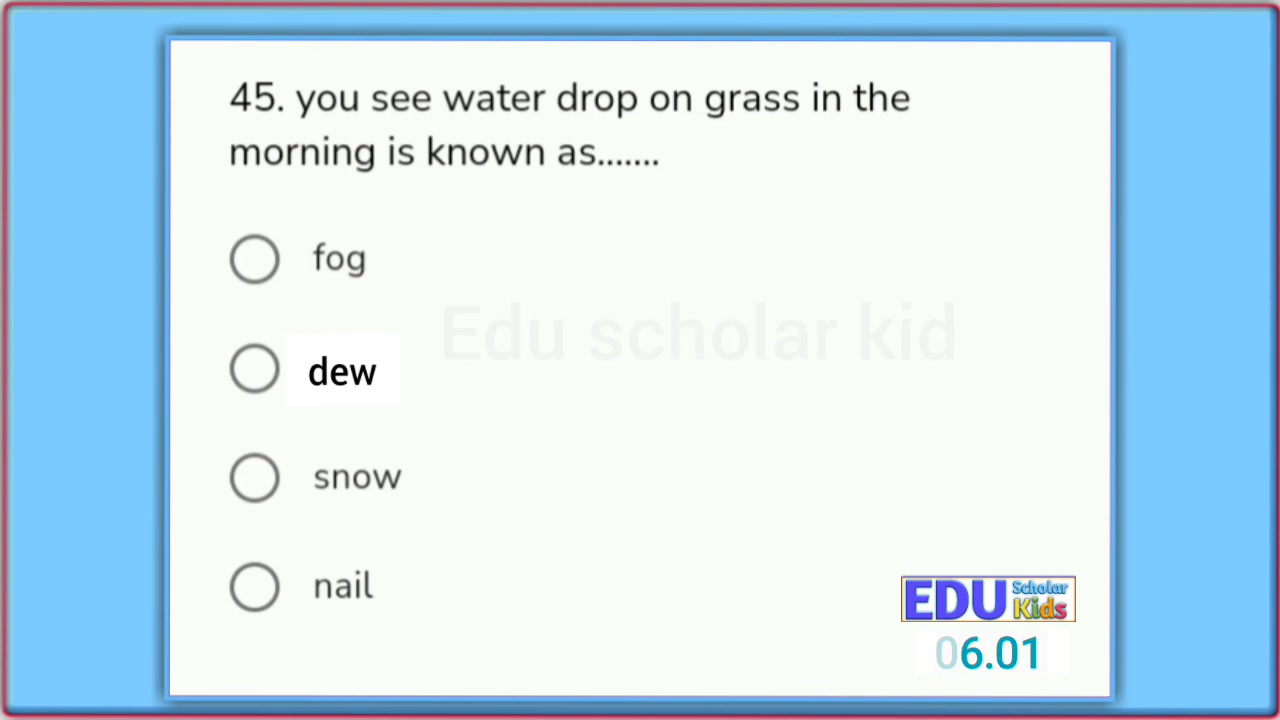 45. you see water drop on grass in the
morning is known as.......
fog
Edu scholar kid
dew
snow
nail
EDU Scholar Kids
06.01